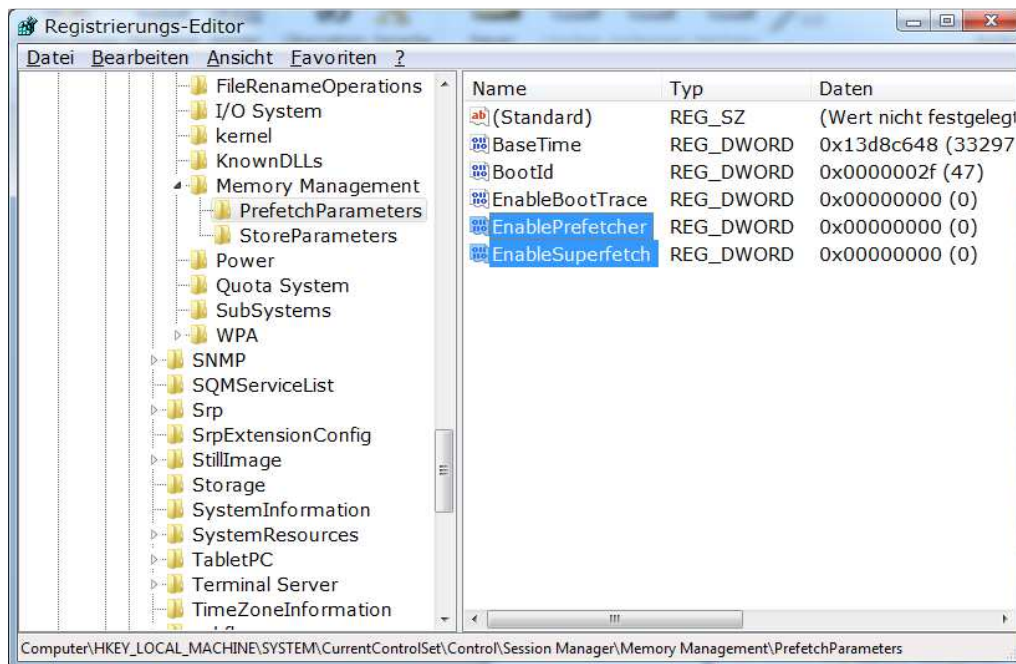 Registrierungs-Editor
Datei Bearbeiten Ansicht Favoriten ?
FileRenameOperations
I/O System
kernel
KnownDLLs
Memory Management
PrefetchParameters
StoreParameters
Power
Quota System
SubSystems
WPA
SNMP
SQMServiceList
Srp
SrpExtensionConfig
StillImage
Storage
SystemInformation
SystemResources
TabletPC
Terminal Server
TimeZoneInformation
Name Typ Daten
(Standard) REG_SZ (Wert nicht festgelegt
BaseTime REG_DWORD 0x13d8c648 (33297
BootId REG_DWORD 0x0000002f (47)
EnableBootTrace REG_DWORD 0x00000000 (0)
EnablePrefetcher REG_DWORD 0x00000000 (0)
EnableSuperfetch REG_DWORD 0x00000000 (0)
Computer\HKEY_LOCAL_MACHINE\SYSTEM\CurrentControlSet\Control\Session Manager\Memory Management\PrefetchParameters